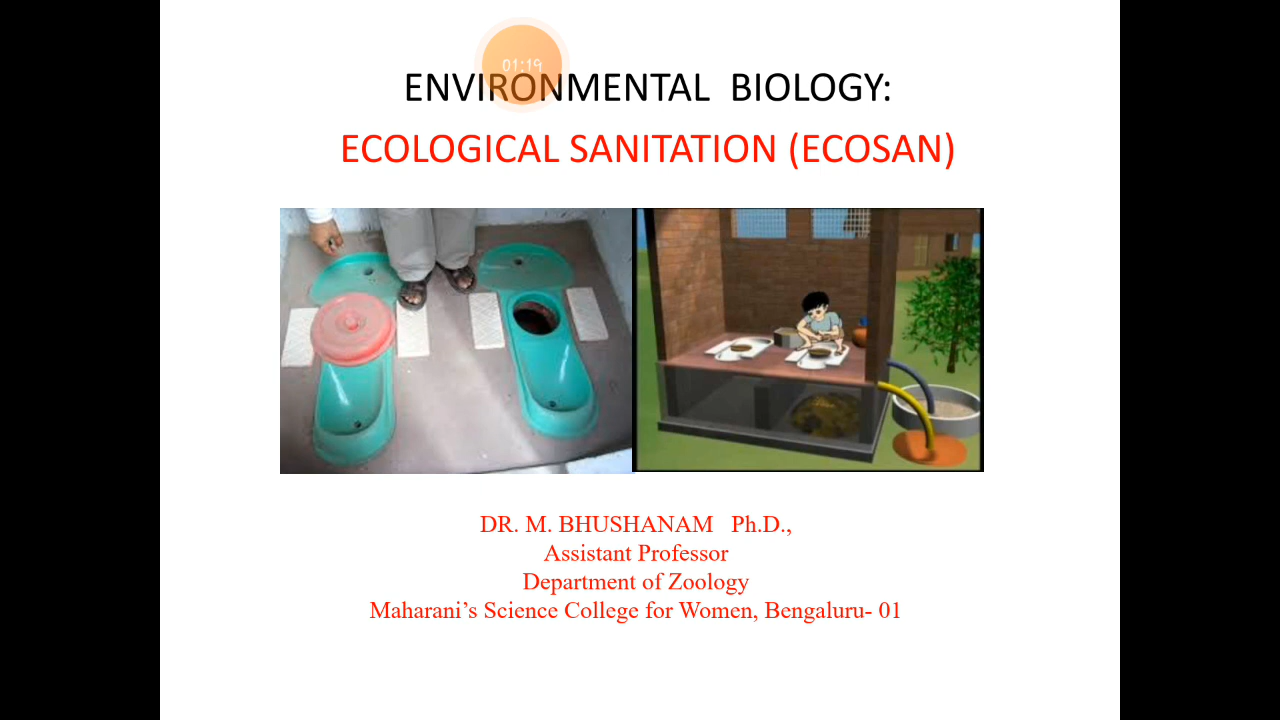 01:19
ENVIRONMENTAL BIOLOGY:
ECOLOGICAL SANITATION (ECOSAN)
DR. M. BHUSHANAM Ph.D.,
Assistant Professor
Department of Zoology
Maharani’s Science College for Women, Bengaluru- 01